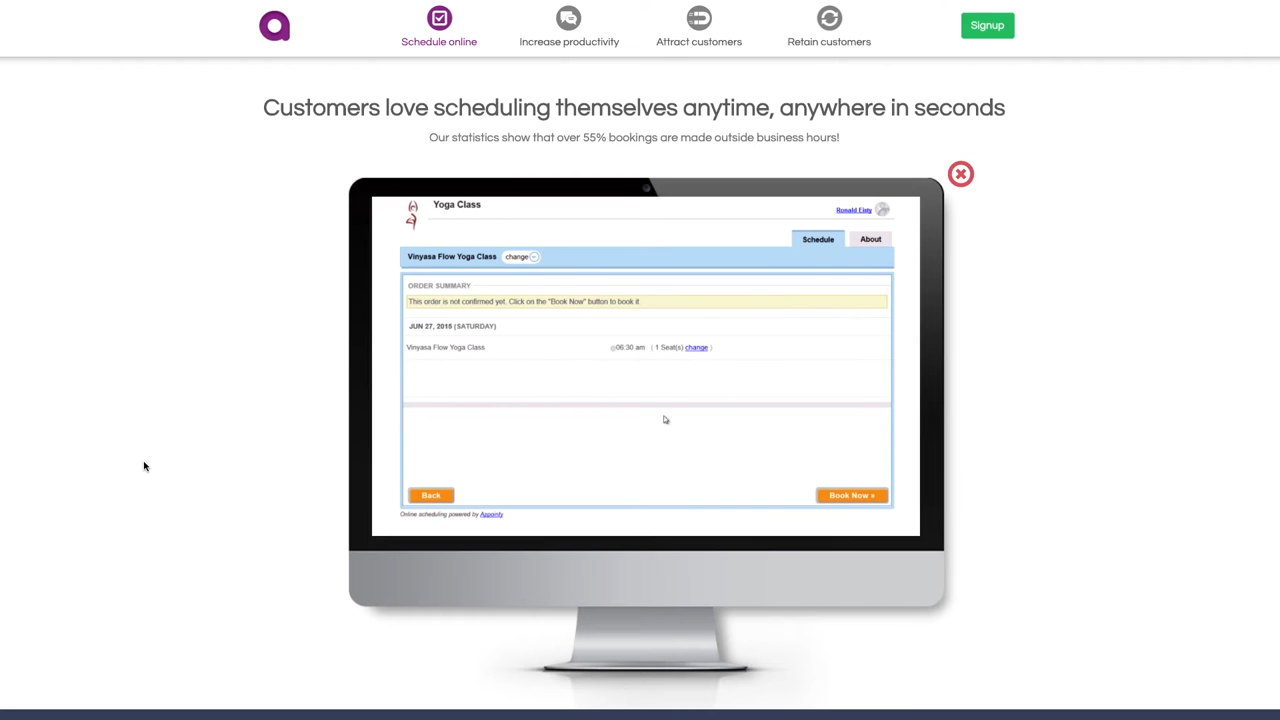 Schedule online
Increase productivity
Attract customers
Retain customers
Signup
Customers love scheduling themselves anytime, anywhere in seconds
Our statistics show that over 55% bookings are made outside business hours!
Yoga Class
Ronald Eisty
Schedule
About
Vinyasa Flow Yoga Class change
ORDER SUMMARY
This order is not confirmed yet. Click on the "Book Now" button to book it
JUN 27, 2015 (SATURDAY)
Vinyasa Flow Yoga Class @06:30 am ( 1 Seat(s) change )
Back
Book Now »
Online scheduling powered by Appointy